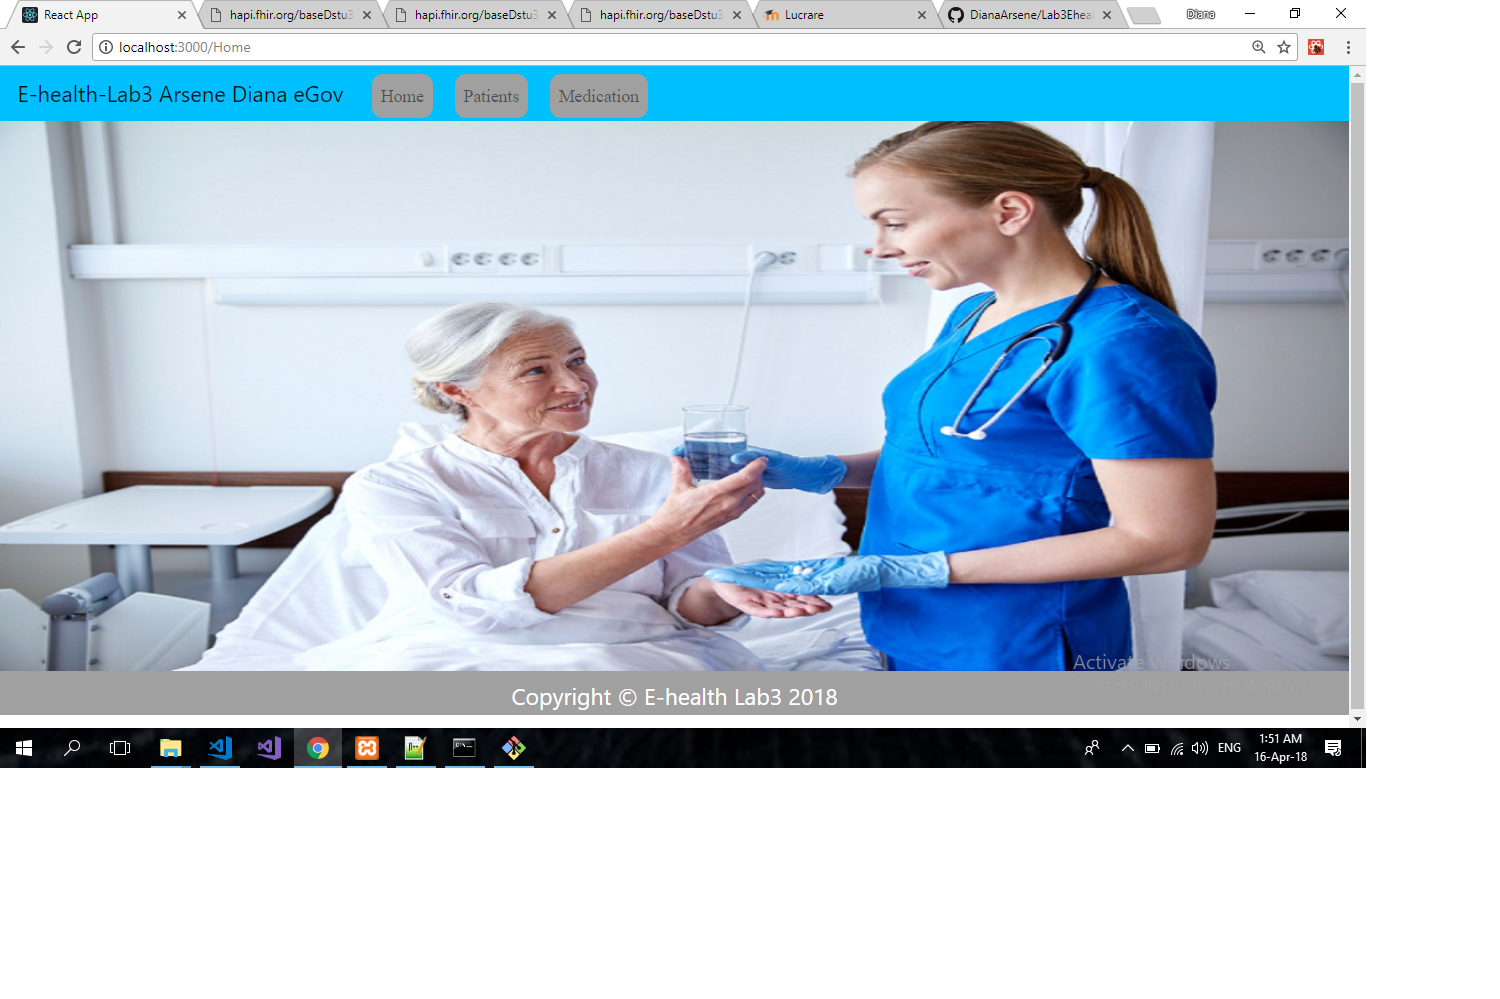 React App
hapi.fhir.org/baseDstu3
hapi.fhir.org/baseDstu3
hapi.fhir.org/baseDstu3
Lucrare
DianaArsene/Lab3Ehea
Diana
localhost:3000/Home
E-health-Lab3 Arsene Diana eGov
Home
Patients
Medication
Activate Windows
Go to Settings to activate Windows.
Copyright © E-health Lab3 2018
ENG
1:51 AM
16-Apr-18